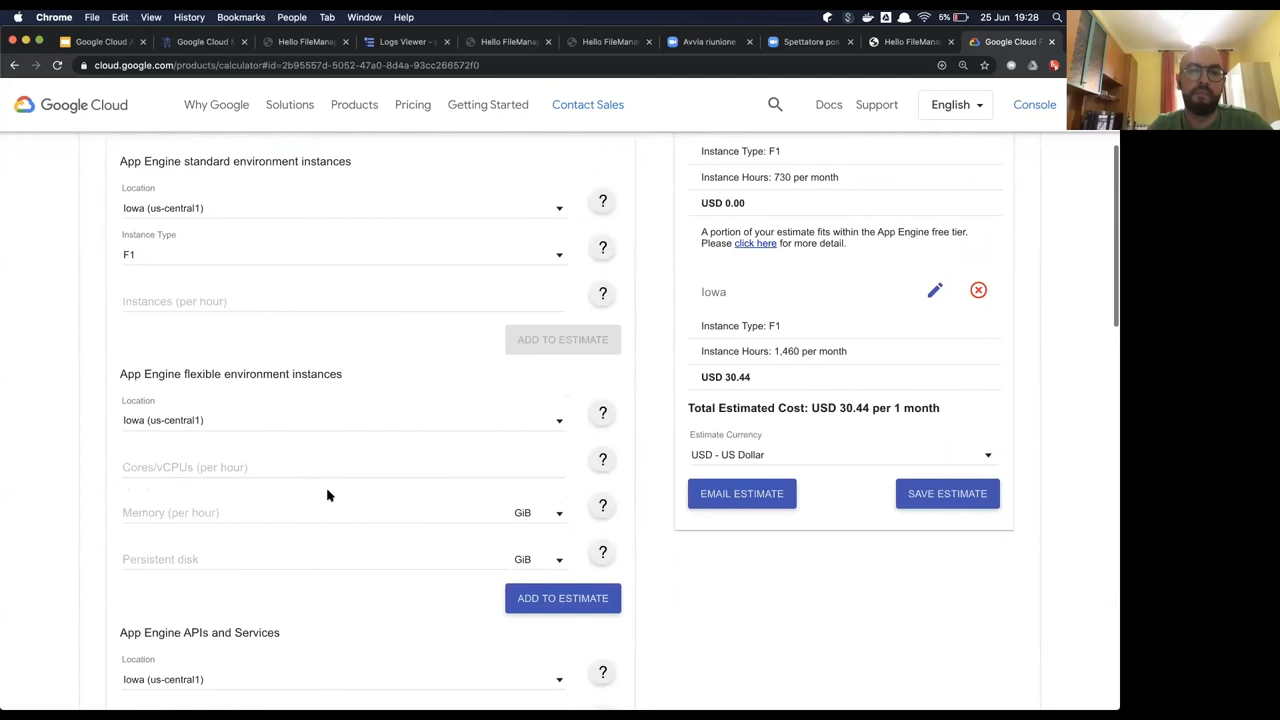 Chrome File Edit View History Bookmarks People Tab Window Help 5% 25 Jun 19:28
Google Cloud Google Cloud Hello FileManag Logs Viewer - Hello FileManag Hello FileMana Avvia riunione Spettatore pos Hello FileMan Google Cloud
cloud.google.com/products/calculator#id=2b95557d-5052-47a0-8d4a-93cc266572f0
Google Cloud Why Google Solutions Products Pricing Getting Started Contact Sales Docs Support English Console
App Engine standard environment instances
Location
Iowa (us-central1)
?
Instance Type
F1
?
Instances (per hour)
?
ADD TO ESTIMATE
App Engine flexible environment instances
Location
Iowa (us-central1)
?
Cores/vCPUs (per hour)
?
Memory (per hour) GiB
?
Persistent disk GiB
?
ADD TO ESTIMATE
App Engine APIs and Services
Location
Iowa (us-central1)
?
Instance Type: F1
Instance Hours: 730 per month
USD 0.00
A portion of your estimate fits within the App Engine free tier.
Please click here for more detail.
Iowa
Instance Type: F1
Instance Hours: 1,460 per month
USD 30.44
Total Estimated Cost: USD 30.44 per 1 month
Estimate Currency
USD - US Dollar
EMAIL ESTIMATE SAVE ESTIMATE